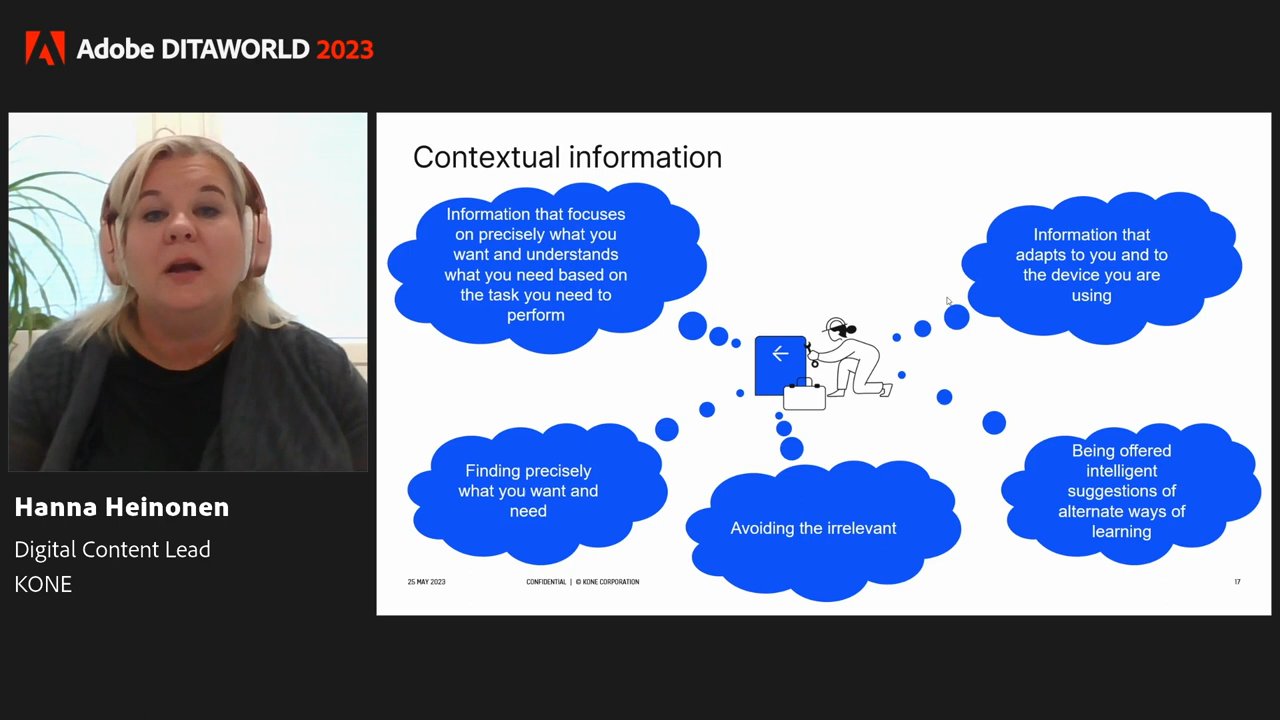 Adobe DITAWORLD 2023
Contextual information
Information that focuses
on precisely what you
want and understands
what you need based on
the task you need to
perform
Information that
adapts to you and to
the device you are
using
Finding precisely
what you want and
need
Avoiding the irrelevant
Being offered
intelligent
suggestions of
alternate ways of
learning
25 MAY 2023
CONFIDENTIAL | © KONE CORPORATION
17
Hanna Heinonen
Digital Content Lead
KONE